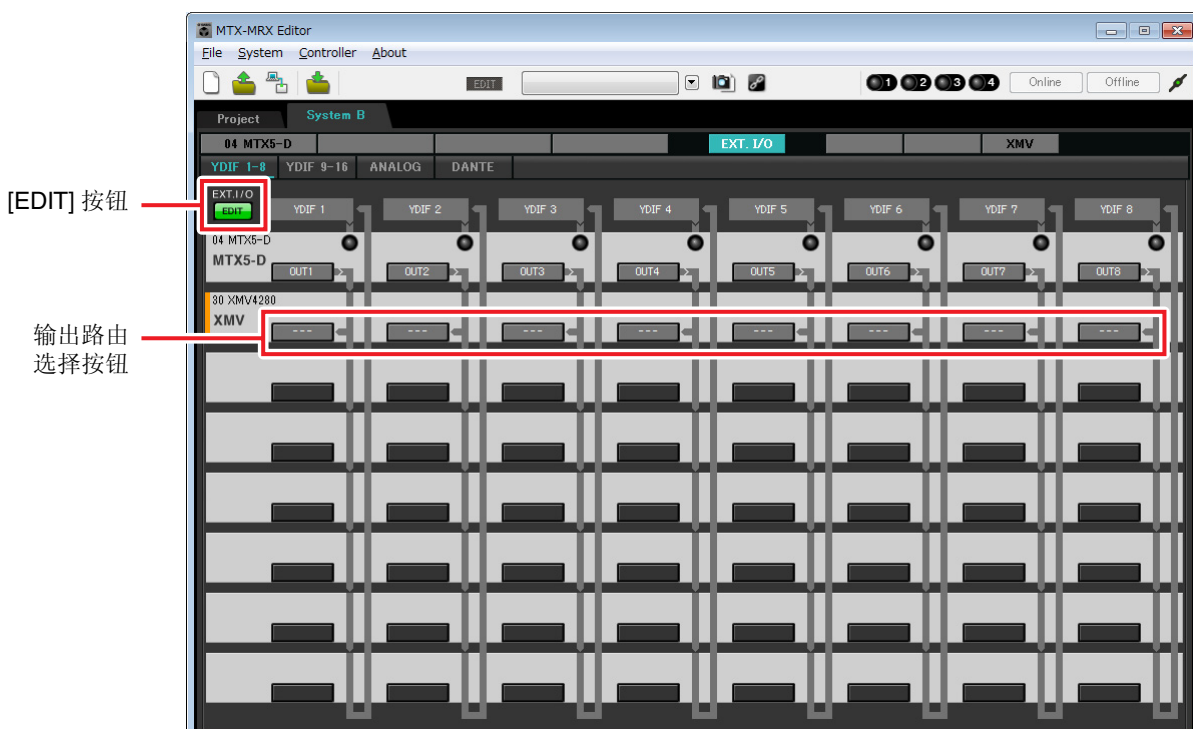 MTX-MRX Editor
File System Controller About
EDIT 1 2 3 4 Online Offline
Project System B
04 MTX5-D EXT. I/O XMV
YDIF 1-8 YDIF 9-16 ANALOG DANTE
[EDIT] 按钮
EXT.I/O
EDIT
YDIF 1 YDIF 2 YDIF 3 YDIF 4 YDIF 5 YDIF 6 YDIF 7 YDIF 8
04 MTX5-D
MTX5-D
OUT1 OUT2 OUT3 OUT4 OUT5 OUT6 OUT7 OUT8
30 XMV4280
XMV
--- --- --- --- --- --- --- ---
输出路由
选择按钮